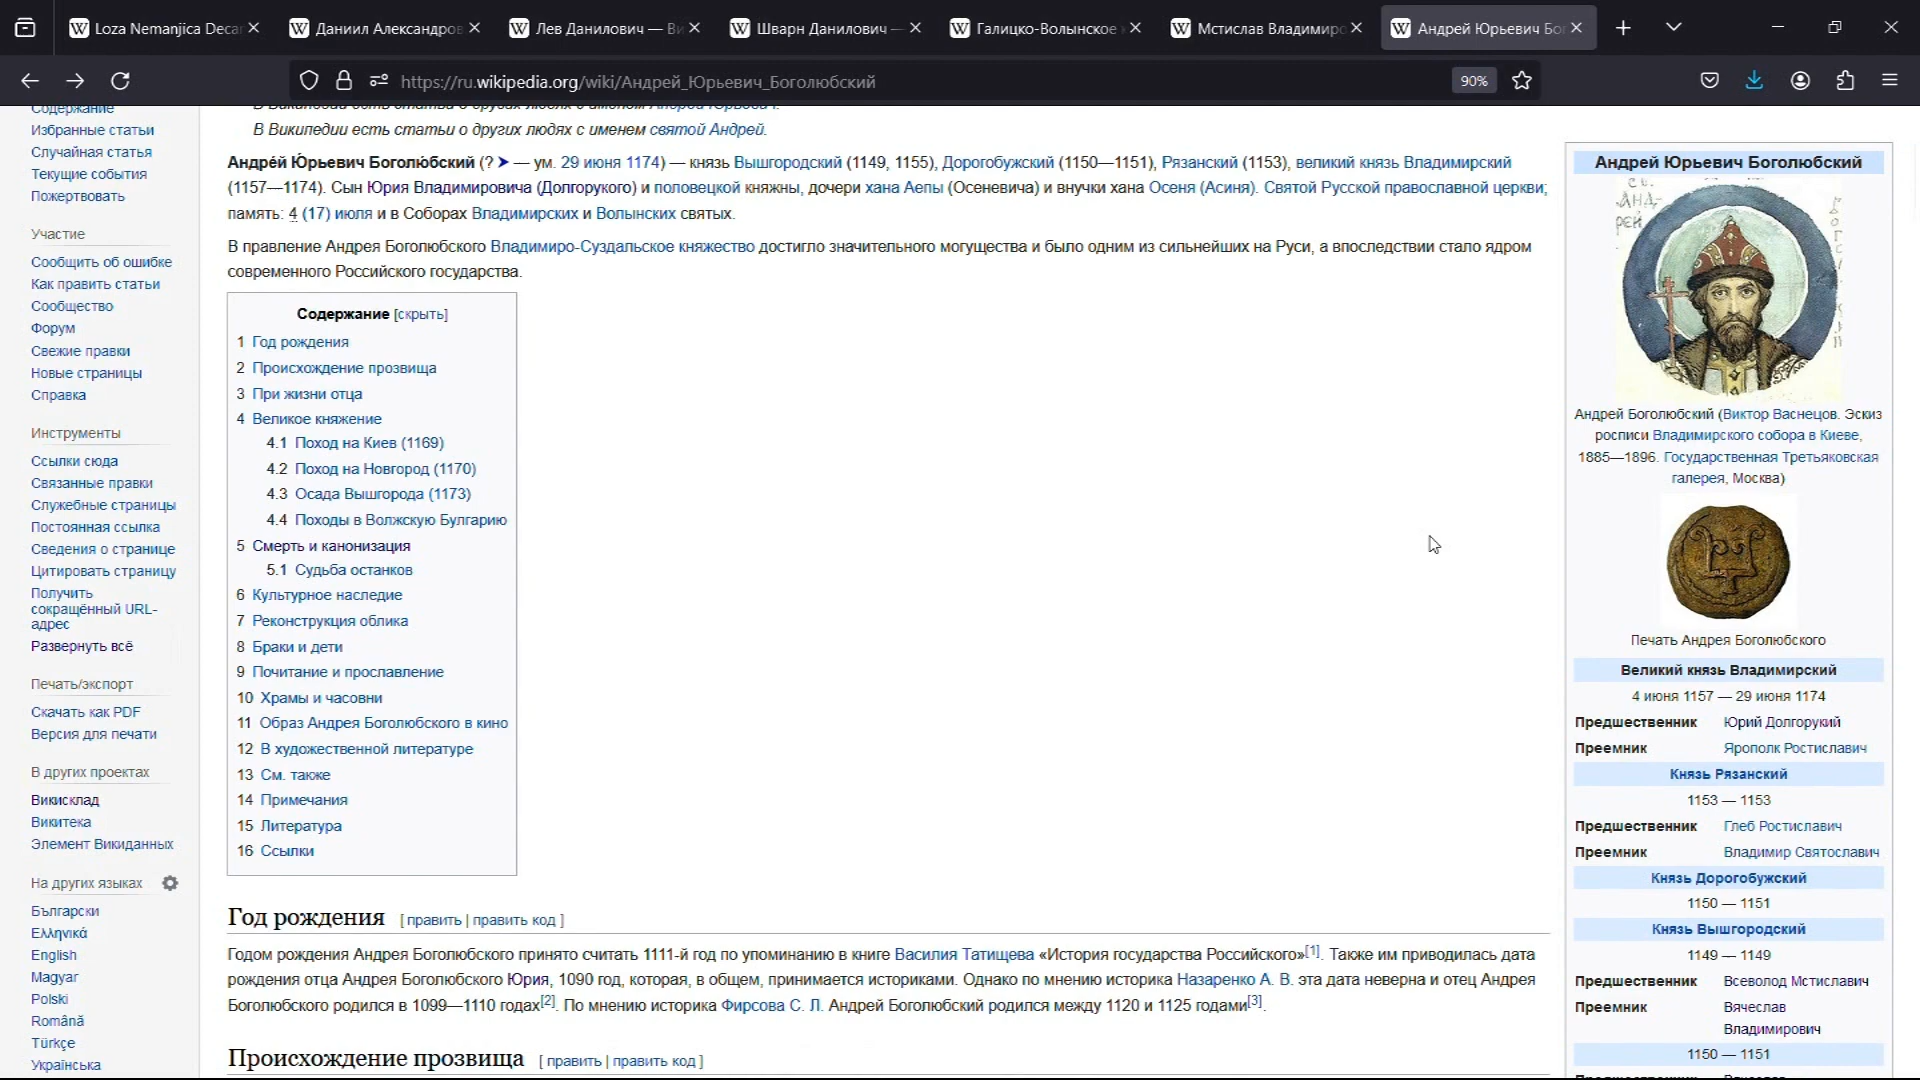 Loza Nemanjica Decan
Даниил Александров
Лев Данилович — Ви
Шварн Данилович —
Галицко-Волынское к
Мстислав Владимиро
Андрей Юрьевич Бог
https://ru.wikipedia.org/wiki/Андрей_Юрьевич_Боголюбский
90%
Содержание
Избранные статьи
Случайная статья
Текущие события
Пожертвовать
Участие
Сообщить об ошибке
Как править статьи
Сообщество
Форум
Свежие правки
Новые страницы
Справка
Инструменты
Ссылки сюда
Связанные правки
Служебные страницы
Постоянная ссылка
Сведения о странице
Цитировать страницу
Получить
сокращённый URL-
адрес
Развернуть всё
Печать/экспорт
Скачать как PDF
Версия для печати
В других проектах
Викисклад
Викитека
Элемент Викиданных
На других языках
Български
Ελληνικά
English
Magyar
Polski
Română
Türkçe
Українська
В Википедии есть статьи о других людях с именем Андрей Юрьевич.
В Википедии есть статьи о других людях с именем святой Андрей.
Андре́й Ю́рьевич Боголю́бский (? ➤ — ум. 29 июня 1174) — князь Вышгородский (1149, 1155), Дорогобужский (1150—1151), Рязанский (1153), великий князь Владимирский
(1157—1174). Сын Юрия Владимировича (Долгорукого) и половецкой княжны, дочери хана Аепы (Осеневича) и внучки хана Осеня (Асиня). Святой Русской православной церкви;
память: 4 (17) июля и в Соборах Владимирских и Волынских святых.
В правление Андрея Боголюбского Владимиро-Суздальское княжество достигло значительного могущества и было одним из сильнейших на Руси, а впоследствии стало ядром
современного Российского государства.
Содержание [скрыть]
1 Год рождения
2 Происхождение прозвища
3 При жизни отца
4 Великое княжение
4.1 Поход на Киев (1169)
4.2 Поход на Новгород (1170)
4.3 Осада Вышгорода (1173)
4.4 Походы в Волжскую Булгарию
5 Смерть и канонизация
5.1 Судьба останков
6 Культурное наследие
7 Реконструкция облика
8 Браки и дети
9 Почитание и прославление
10 Храмы и часовни
11 Образ Андрея Боголюбского в кино
12 В художественной литературе
13 См. также
14 Примечания
15 Литература
16 Ссылки
Год рождения [ править | править код ]
Годом рождения Андрея Боголюбского принято считать 1111-й год по упоминанию в книге Василия Татищева «История государства Российского»[1]. Также им приводилась дата
рождения отца Андрея Боголюбского Юрия, 1090 год, которая, в общем, принимается историками. Однако по мнению историка Назаренко А. В. эта дата неверна и отец Андрея
Боголюбского родился в 1099—1110 годах[2]. По мнению историка Фирсова С. Л. Андрей Боголюбский родился между 1120 и 1125 годами[3].
Происхождение прозвища [ править | править код ]
Андрей Юрьевич Боголюбский
Андрей Боголюбский (Виктор Васнецов. Эскиз
росписи Владимирского собора в Киеве,
1885—1896. Государственная Третьяковская
галерея, Москва)
Печать Андрея Боголюбского
Великий князь Владимирский
4 июня 1157 — 29 июня 1174
Предшественник Юрий Долгорукий
Преемник Ярополк Ростиславич
Князь Рязанский
1153 — 1153
Предшественник Глеб Ростиславич
Преемник Владимир Святославич
Князь Дорогобужский
1150 — 1151
Князь Вышгородский
1149 — 1149
Предшественник Всеволод Мстиславич
Преемник Вячеслав
Владимирович
1150 — 1151